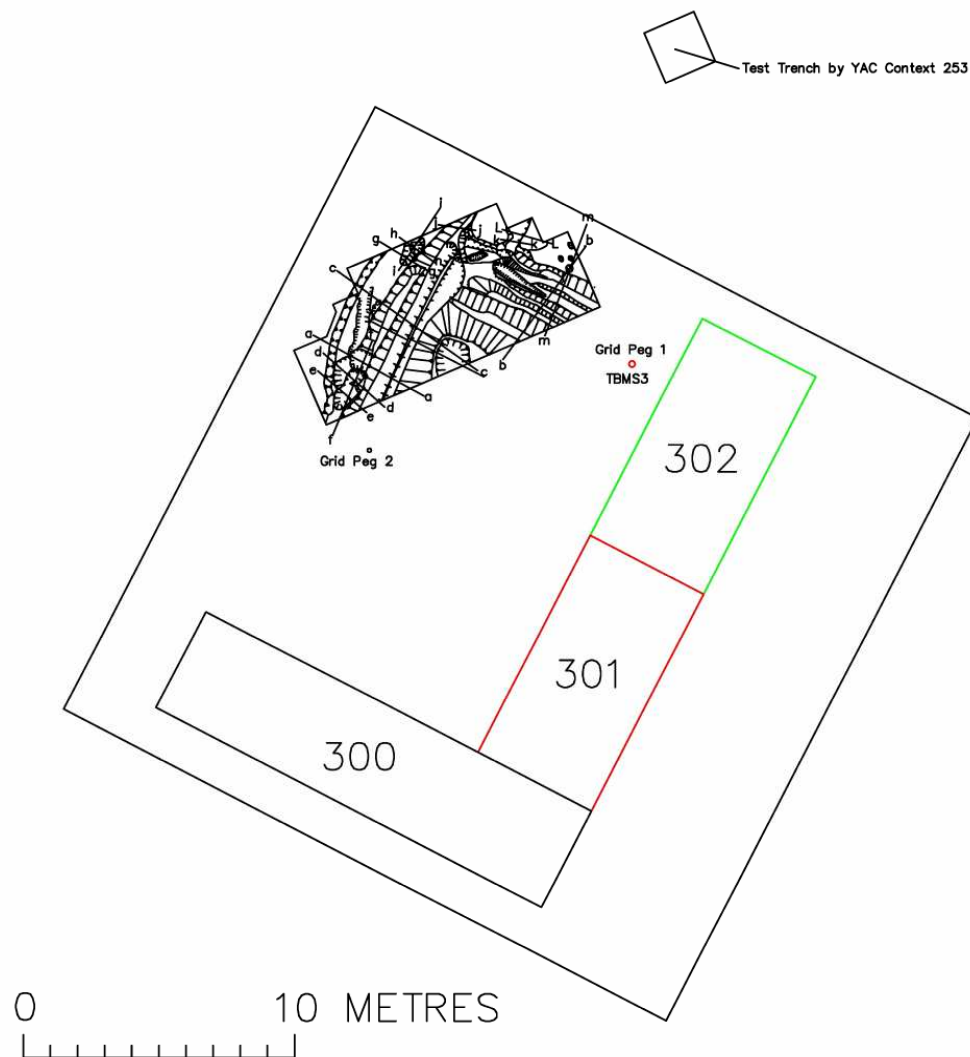 Test Trench by YAC Context 253
j
m
h
i
L
j
g
b
k
L
n
c
i
g
n
a
m
Grid Peg 1
d
b
c
TBMS3
e
a
d
e
f
Grid Peg 2
302
301
300
0 10 METRES